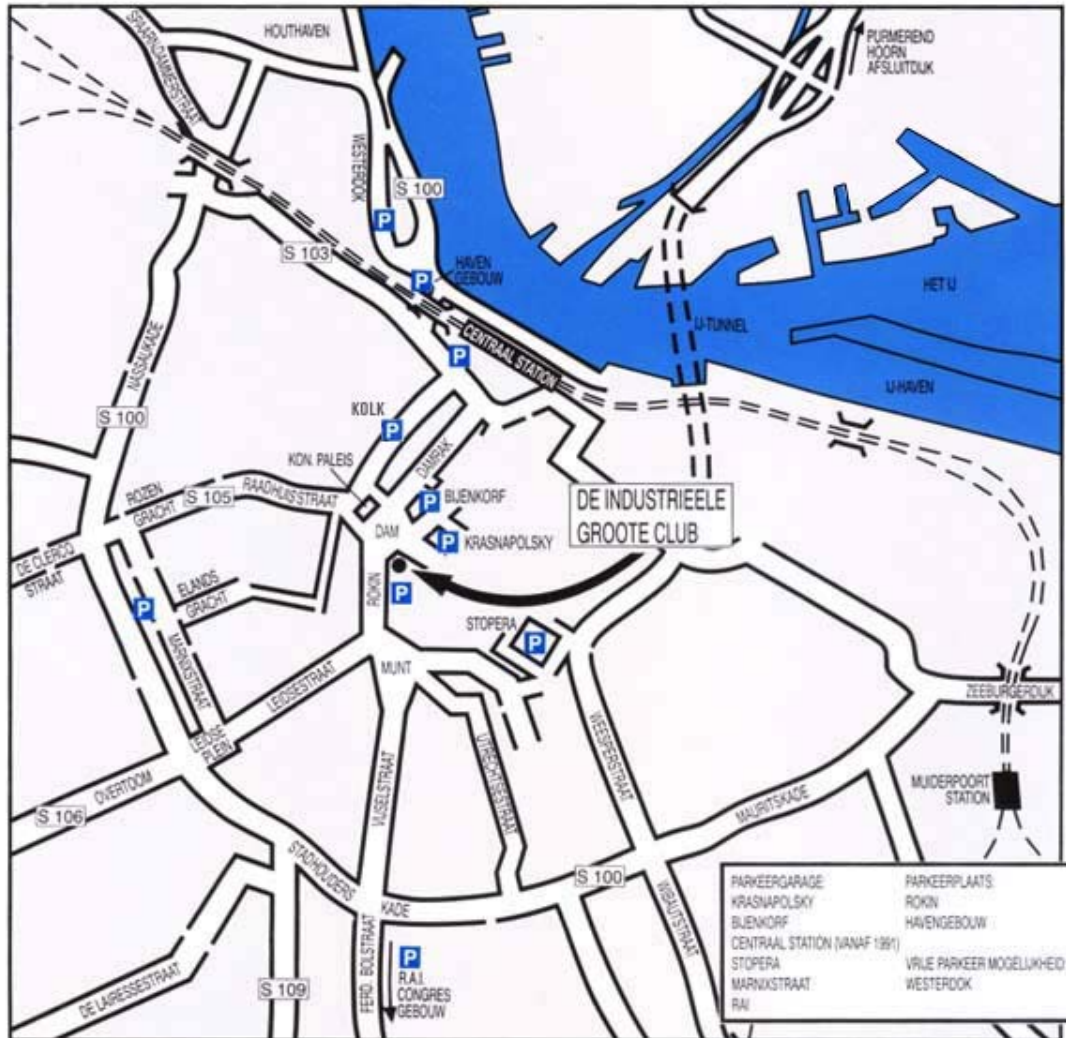 HOUTHAVEN
SPAARNDAMMERSTRAAT
PURMEREND
HOORN
AFSLUITDIJK
WESTERDOK
S 100
P
S 103
HAVEN
GEBOUW
P
HET IJ
IJ-TUNNEL
CENTRAAL STATION
P
NASSAUKADE
IJ-HAVEN
S 100
KOLK
P
DAMRAK
KON. PALEIS
RAADHUISSTRAAT
ROZEN
GRACHT
S 105
P
BIJENKORF
DE INDUSTRIEELE
GROOTE CLUB
DAM
P
KRASNAPOLSKY
DE CLERCQ
STRAAT
ELANDS
GRACHT
ROKIN
P
P
STOPERA
P
MARNIXSTRAAT
MUNT
LEIDSESTRAAT
ZEEBURGERDIJK
LEIDSE
PLEIN
WEESPERSTRAAT
UTRECHTSESTRAAT
VIJSELSTRAAT
OVERTOOM
S 106
MUIDERPOORT
STATION
MAURITSKADE
STADHOUDERS
KADE
S 100
WIBAUTSTRAAT
DE LAIRESSESTRAAT
S 109
FERD. BOLSTRAAT
P
R.A.I.
CONGRES
GEBOUW
PARKEERGARAGE:
KRASNAPOLSKY
BIJENKORF
CENTRAAL STATION (VANAF 1991)
STOPERA
MARNIXSTRAAT
RAI
PARKEERPLAATS:
ROKIN
HAVENGEBOUW
VRIJE PARKEER MOGELIJKHEID:
WESTERDOK